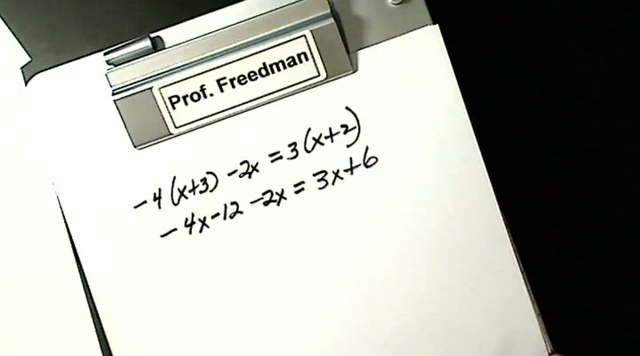 Prof. Freedman
-4(x+3) -2x = 3(x+2)
-4x-12 -2x = 3x+6